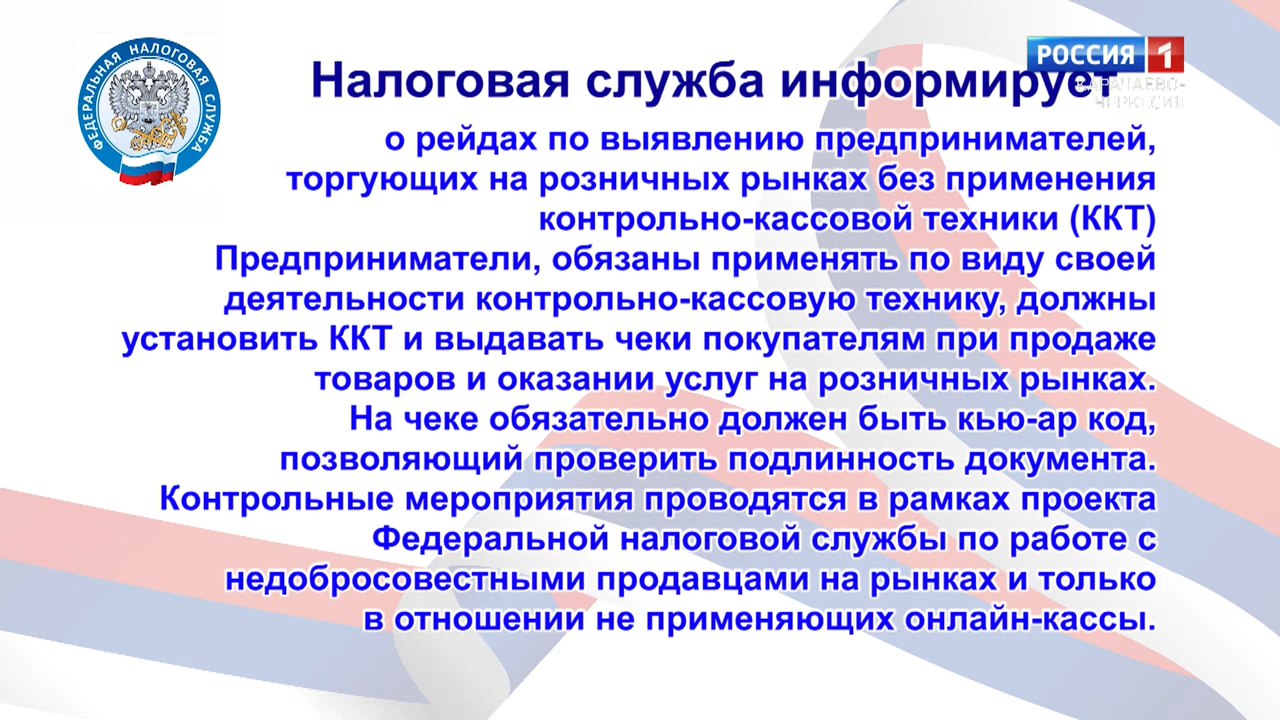 ФЕДЕРАЛЬНАЯ НАЛОГОВАЯ СЛУЖБА
РОССИЯ 1
КАРАЧАЕВО-
ЧЕРКЕСИЯ
Налоговая служба информирует
о рейдах по выявлению предпринимателей,
торгующих на розничных рынках без применения
контрольно-кассовой техники (ККТ)
Предприниматели, обязаны применять по виду своей
деятельности контрольно-кассовую технику, должны
установить ККТ и выдавать чеки покупателям при продаже
товаров и оказании услуг на розничных рынках.
На чеке обязательно должен быть кью-ар код,
позволяющий проверить подлинность документа.
Контрольные мероприятия проводятся в рамках проекта
Федеральной налоговой службы по работе с
недобросовестными продавцами на рынках и только
в отношении не применяющих онлайн-кассы.